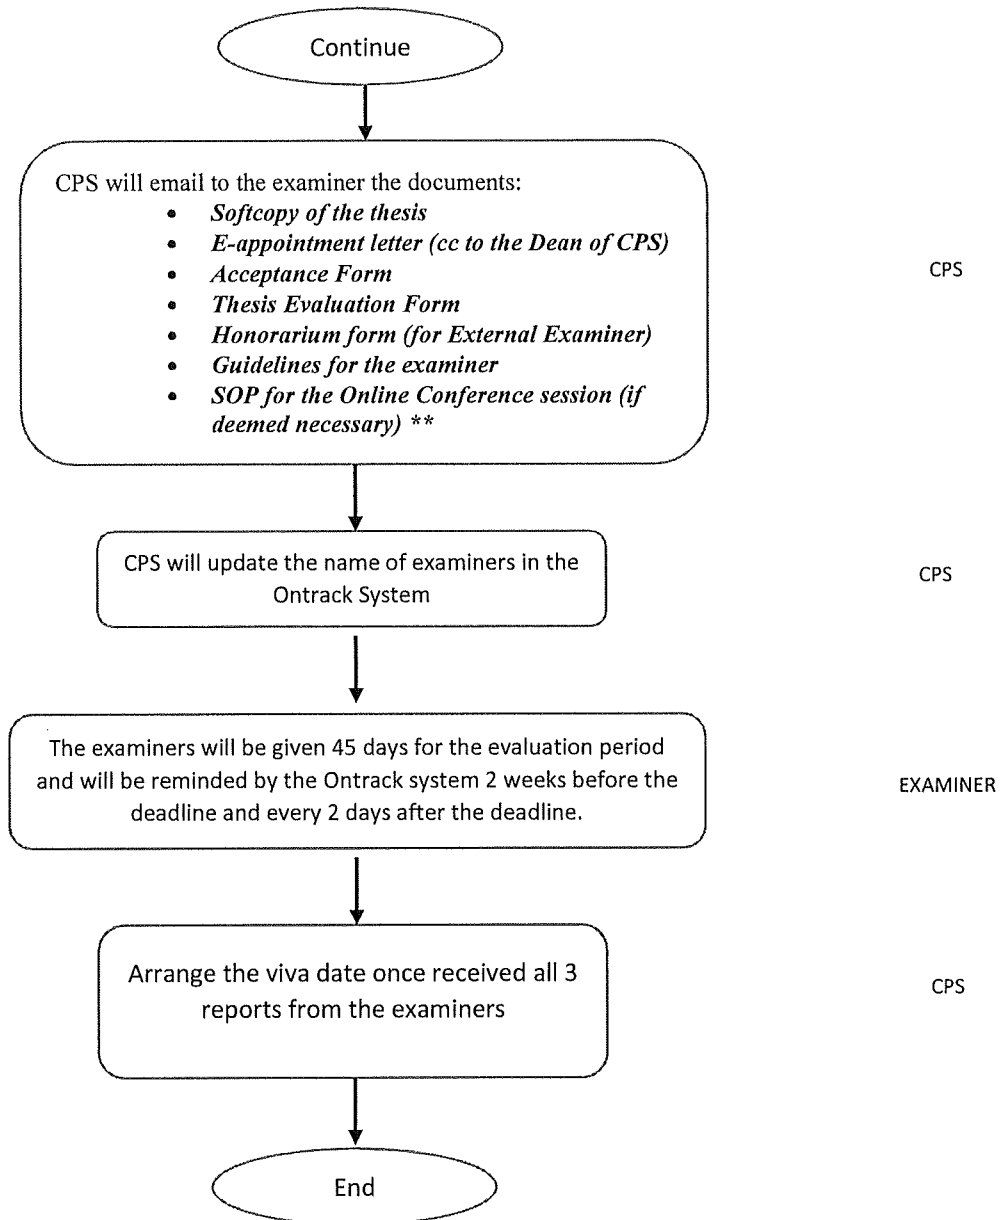 Continue
CPS will email to the examiner the documents:
• Softcopy of the thesis
• E-appointment letter (cc to the Dean of CPS)
• Acceptance Form
• Thesis Evaluation Form
• Honorarium form (for External Examiner)
• Guidelines for the examiner
• SOP for the Online Conference session (if
deemed necessary) **
CPS
CPS will update the name of examiners in the
Ontrack System
CPS
The examiners will be given 45 days for the evaluation period
and will be reminded by the Ontrack system 2 weeks before the
deadline and every 2 days after the deadline.
EXAMINER
Arrange the viva date once received all 3
reports from the examiners
CPS
End